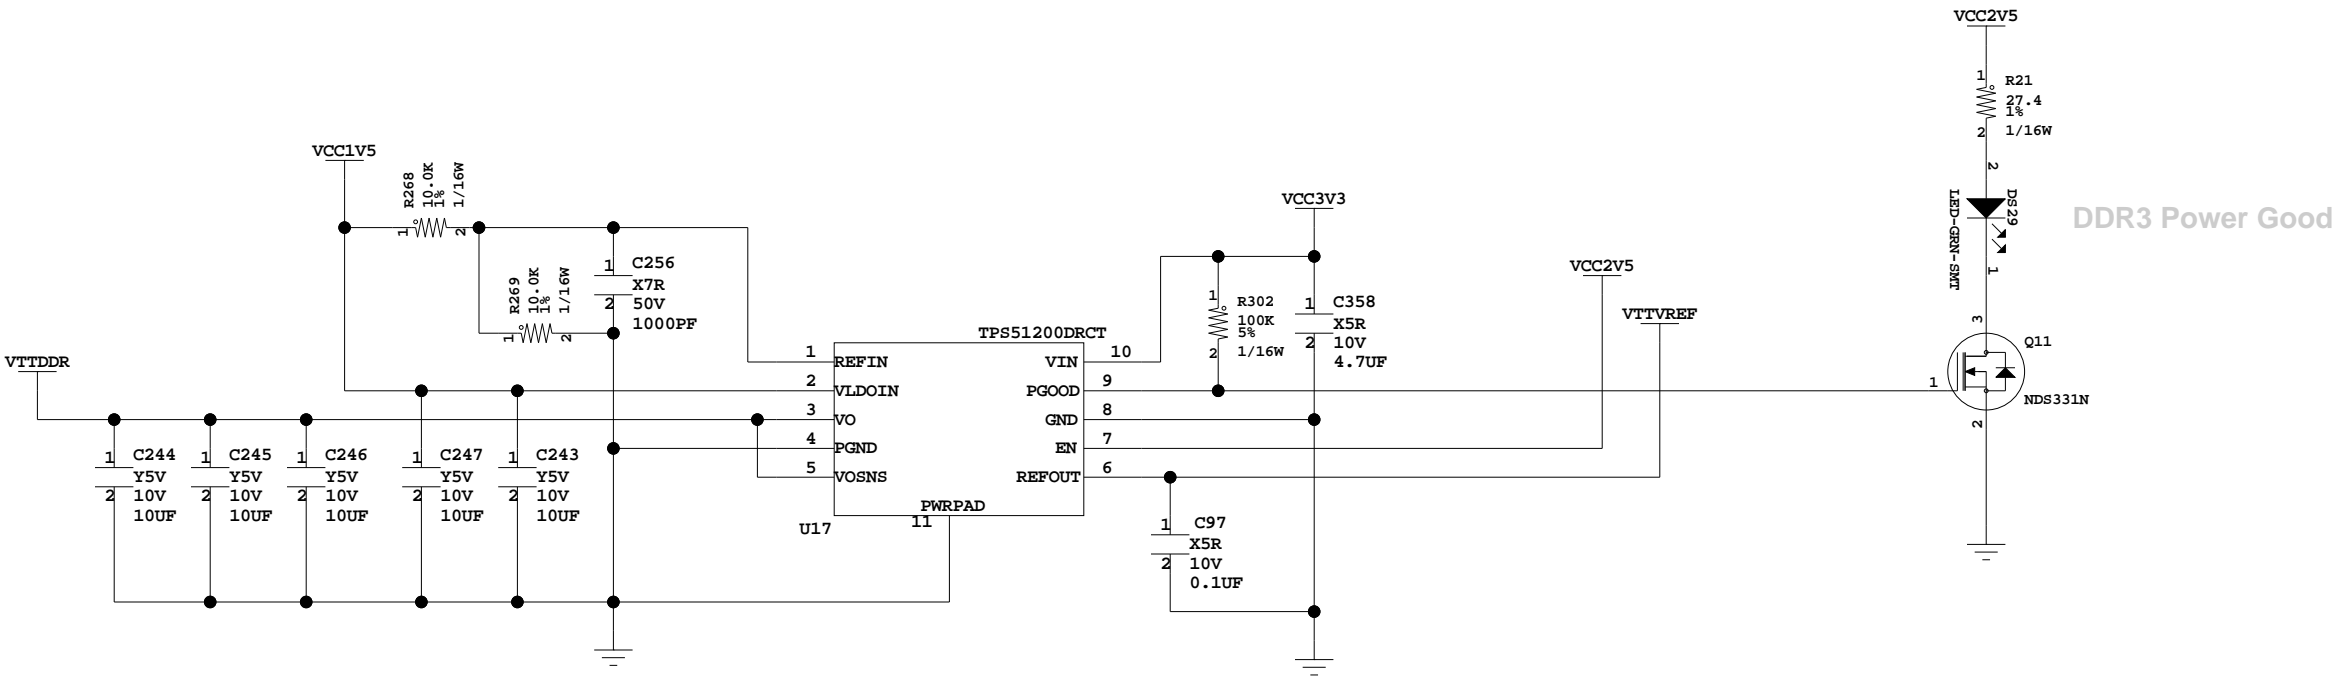 VCC2V5
1
R21
27.4
1%
2
1/16W
2
DS29
LED-GRN-SMT
DDR3 Power Good
1
3
Q11
1
NDS331N
2
VCC1V5
R268
10.0K
1%
1/16W
1
2
R269
10.0K
1%
1/16W
1
2
1
C256
X7R
2
50V
1000PF
VCC3V3
1
R302
100K
5%
2
1/16W
1
C358
X5R
2
10V
4.7UF
VCC2V5
VTTVREF
VTTDDR
TPS51200DRCT
1
REFIN
VIN
10
2
VLDOIN
PGOOD
9
3
VO
GND
8
4
PGND
EN
7
5
VOSNS
REFOUT
6
PWRPAD
11
U17
1
C244
Y5V
2
10V
10UF
1
C245
Y5V
2
10V
10UF
1
C246
Y5V
2
10V
10UF
1
C247
Y5V
2
10V
10UF
1
C243
Y5V
2
10V
10UF
1
C97
X5R
2
10V
0.1UF